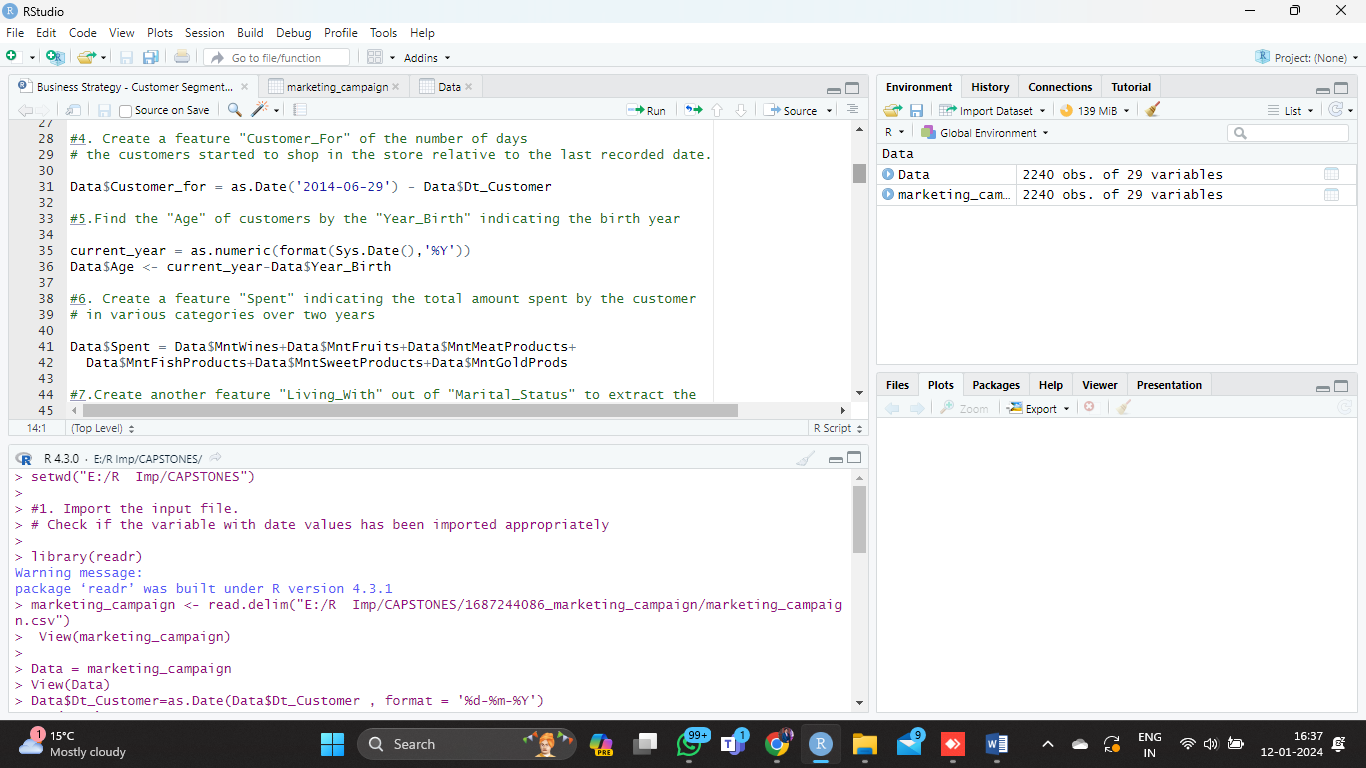 RStudio
File Edit Code View Plots Session Build Debug Profile Tools Help
Go to file/function Addins Project: (None)
Business Strategy - Customer Segment... marketing_campaign Data
Source on Save Run Source
27
28 #4. Create a feature "Customer_For" of the number of days
29 # the customers started to shop in the store relative to the last recorded date.
30
31 Data$Customer_for = as.Date('2014-06-29') - Data$Dt_Customer
32
33 #5.Find the "Age" of customers by the "Year_Birth" indicating the birth year
34
35 current_year = as.numeric(format(Sys.Date(),'%Y'))
36 Data$Age <- current_year-Data$Year_Birth
37
38 #6. Create a feature "Spent" indicating the total amount spent by the customer
39 # in various categories over two years
40
41 Data$Spent = Data$MntWines+Data$MntFruits+Data$MntMeatProducts+
42 Data$MntFishProducts+Data$MntSweetProducts+Data$MntGoldProds
43
44 #7.Create another feature "Living_With" out of "Marital_Status" to extract the
45
14:1 (Top Level) R Script
R 4.3.0 · E:/R Imp/CAPSTONES/
> setwd("E:/R  Imp/CAPSTONES")
>
> #1. Import the input file.
> # Check if the variable with date values has been imported appropriately
>
> library(readr)
Warning message:
package ‘readr’ was built under R version 4.3.1
> marketing_campaign <- read.delim("E:/R  Imp/CAPSTONES/1687244086_marketing_campaign/marketing_campaig
n.csv")
>  View(marketing_campaign)
>
> Data = marketing_campaign
> View(Data)
> Data$Dt_Customer=as.Date(Data$Dt_Customer , format = '%d-%m-%Y')
Environment History Connections Tutorial
Import Dataset 139 MiB List
R Global Environment
Data
Data 2240 obs. of 29 variables
marketing_cam... 2240 obs. of 29 variables
Files Plots Packages Help Viewer Presentation
Zoom Export
1 15°C
Mostly cloudy
Search
PRE
99+
1
9
ENG
IN
16:37
12-01-2024